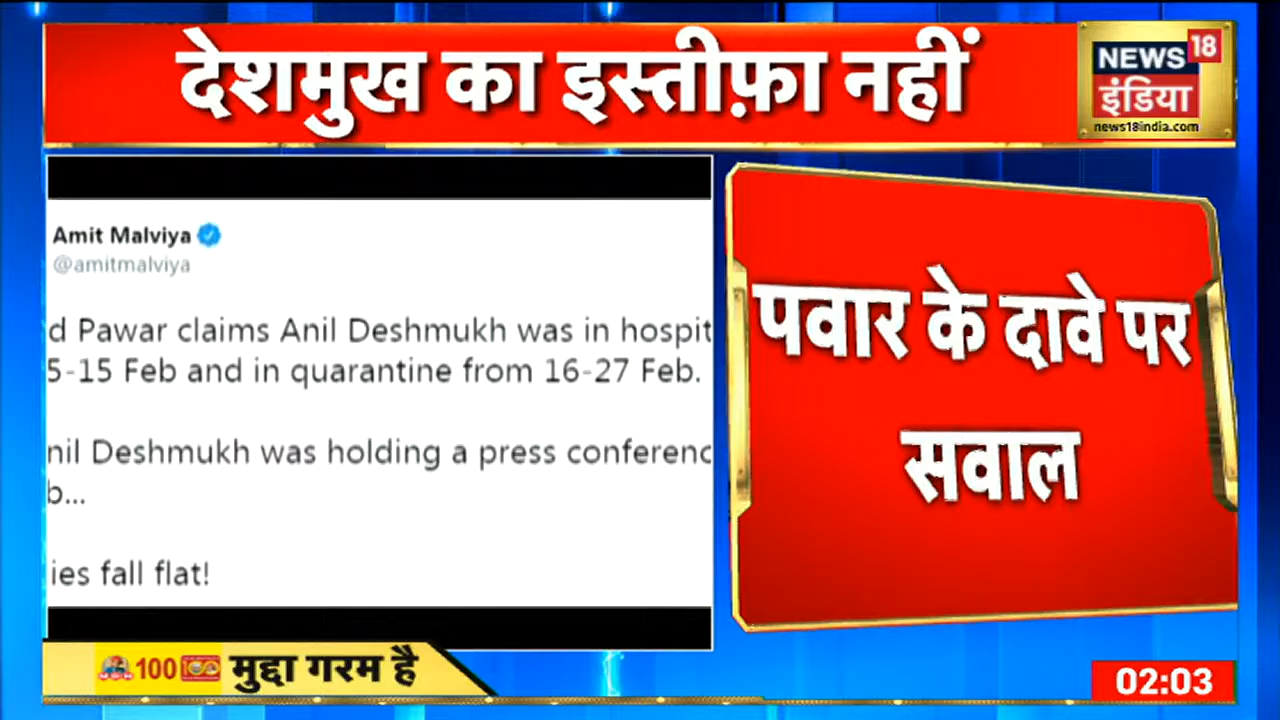 देशमुख का इस्तीफ़ा नहीं
NEWS 18
इंडिया
news18india.com
Amit Malviya
@amitmalviya
d Pawar claims Anil Deshmukh was in hospit
5-15 Feb and in quarantine from 16-27 Feb.
nil Deshmukh was holding a press conferenc
b...
ies fall flat!
पवार के दावे पर
सवाल
100 मुद्दा गरम है
02:03